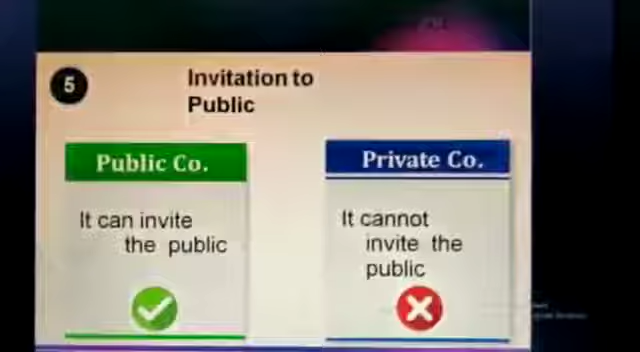 5
Invitation to
Public
Public Co.
It can invite
the public
Private Co.
It cannot
invite the
public